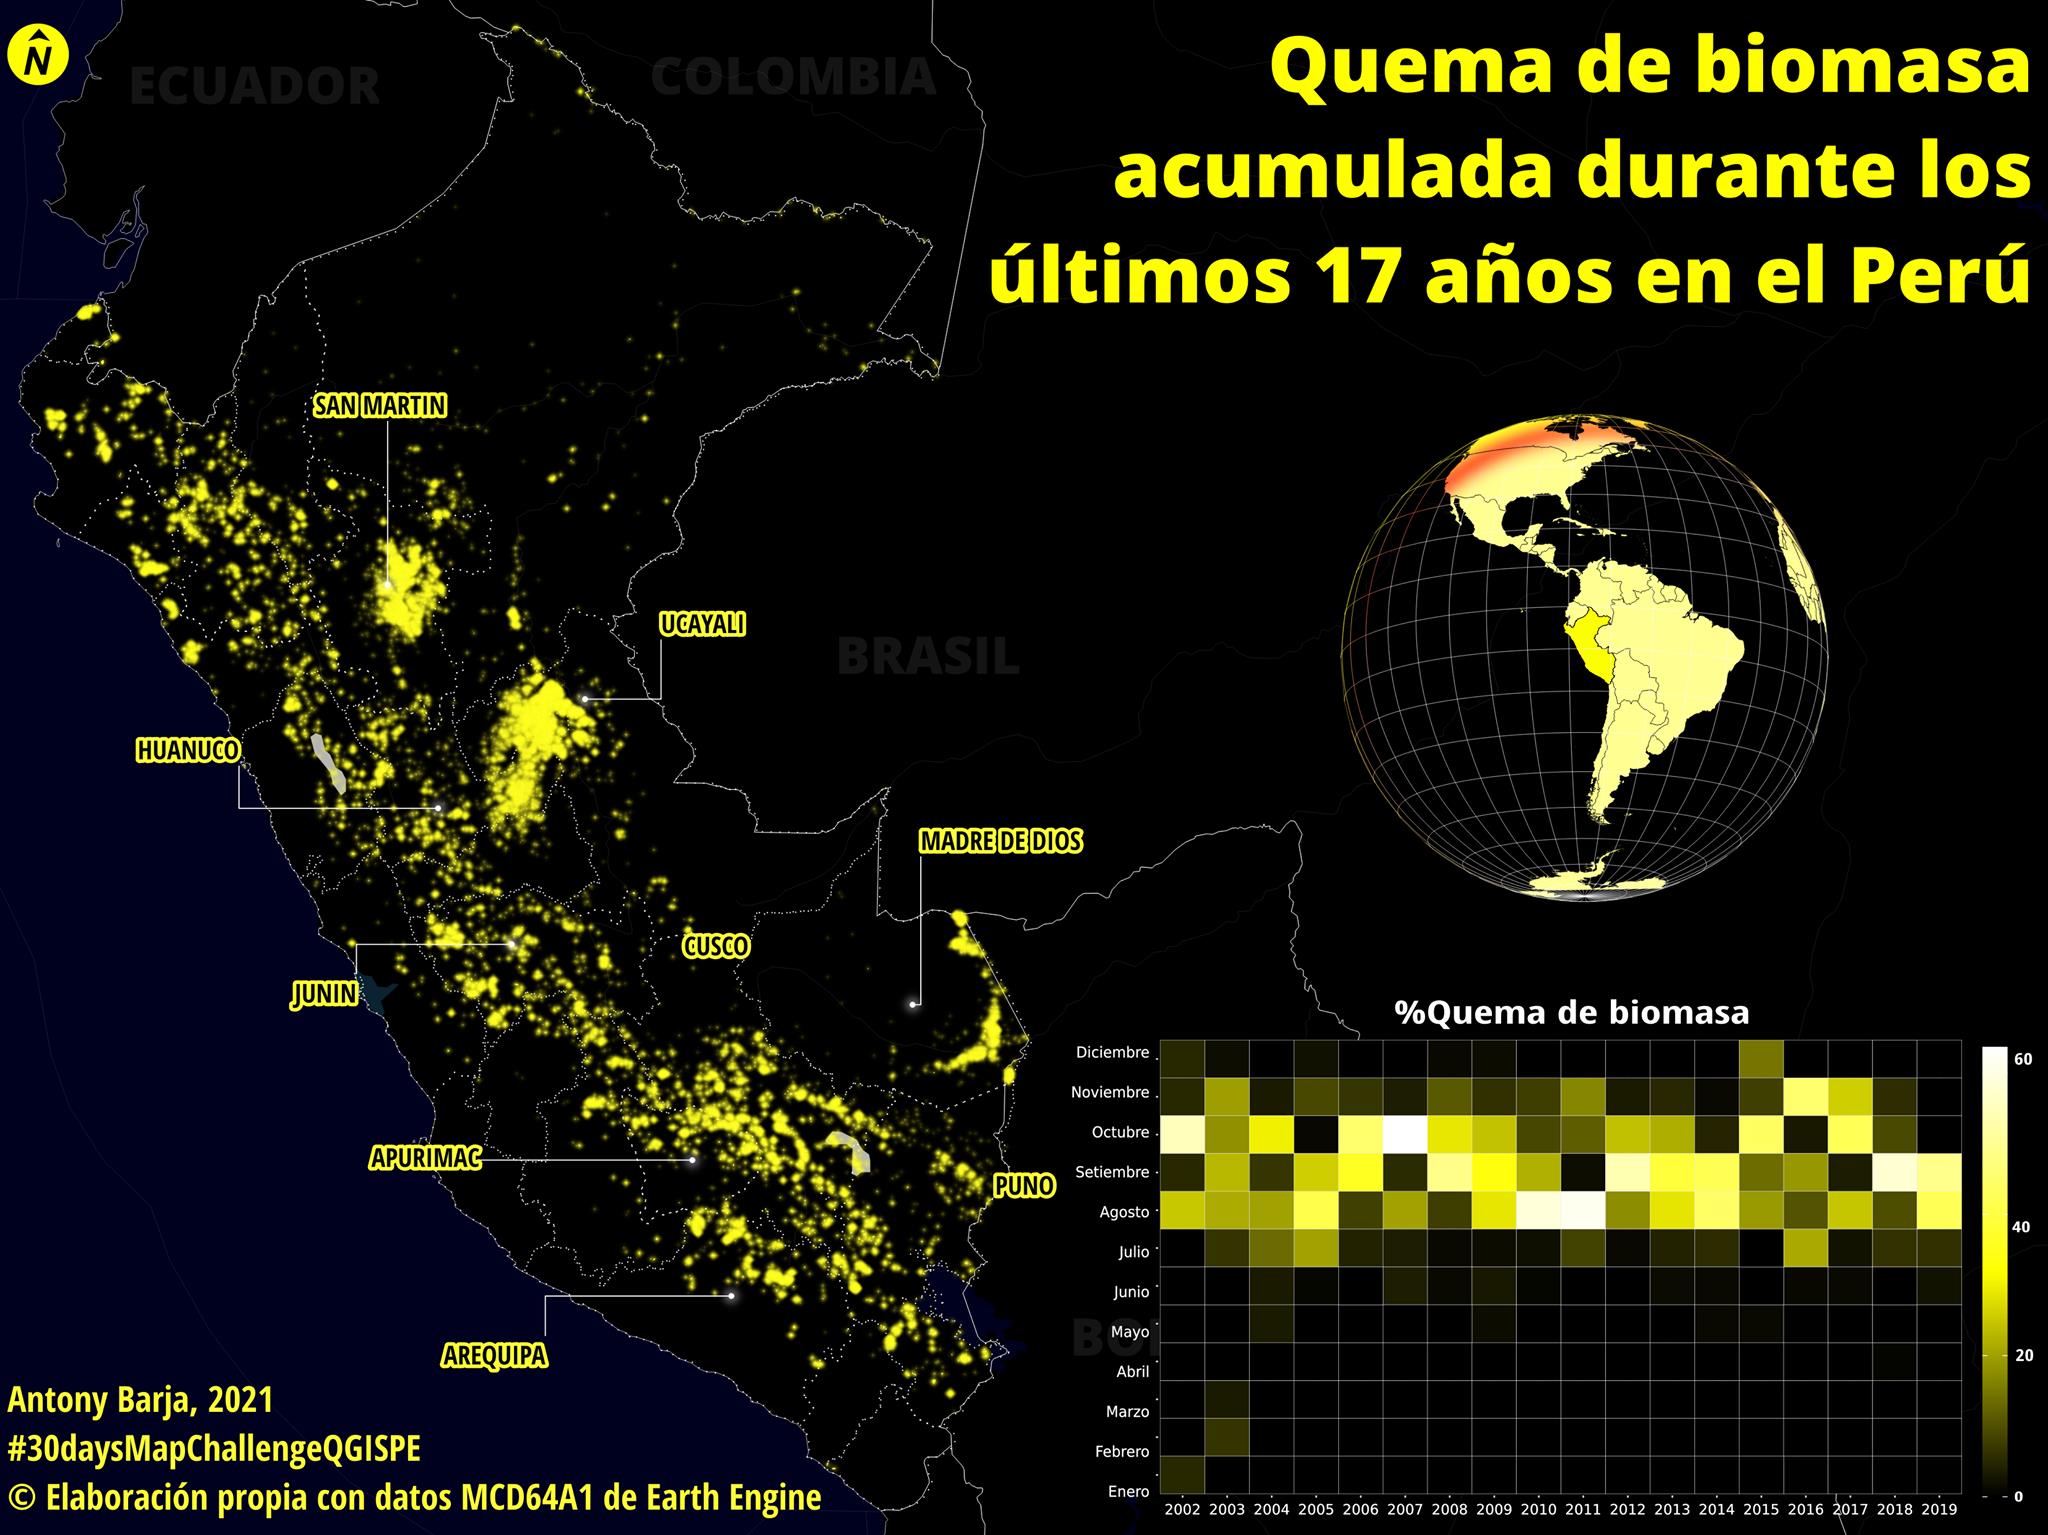 N
ECUADOR
COLOMBIA
Quema de biomasa
acumulada durante los
últimos 17 años en el Perú
SAN MARTIN
UCAYALI
BRASIL
HUANUCO
MADRE DE DIOS
CUSCO
JUNIN
APURIMAC
PUNO
AREQUIPA
BO
%Quema de biomasa
Diciembre
Noviembre
Octubre
Setiembre
Agosto
Julio
Junio
Mayo
Abril
Marzo
Febrero
Enero
2002 2003 2004 2005 2006 2007 2008 2009 2010 2011 2012 2013 2014 2015 2016 2017 2018 2019
60
40
20
0
Antony Barja, 2021
#30daysMapChallengeQGISPE
© Elaboración propia con datos MCD64A1 de Earth Engine